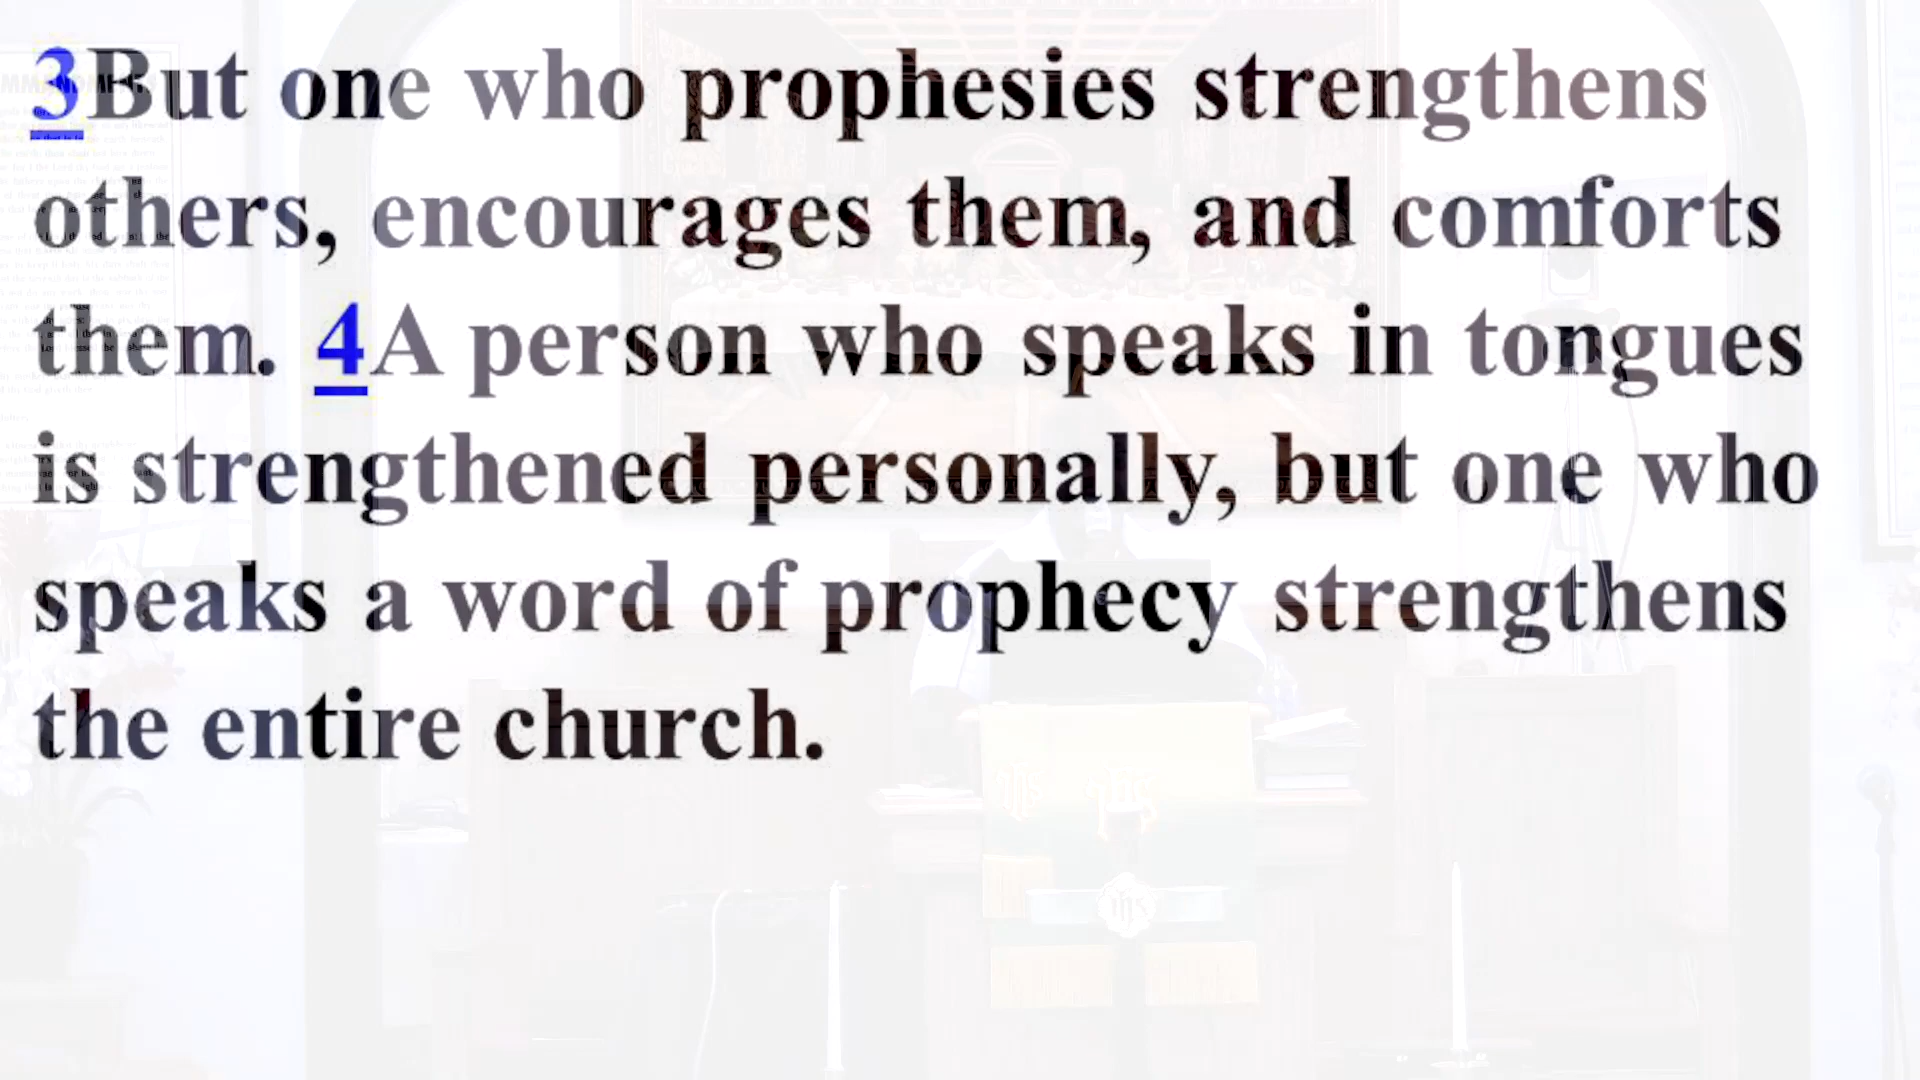 3But one who prophesies strengthens
others, encourages them, and comforts
them. 4A person who speaks in tongues
is strengthened personally, but one who
speaks a word of prophecy strengthens
the entire church.
ihs